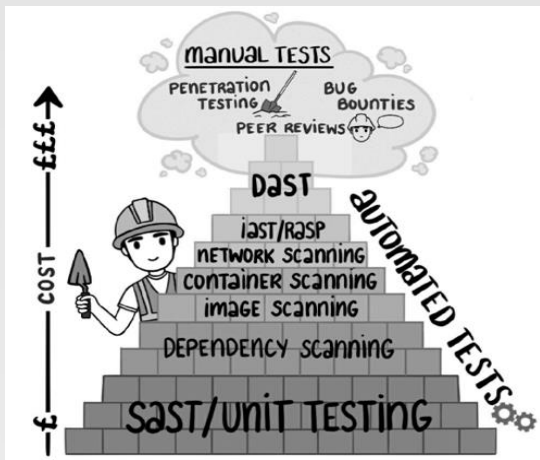 MANUAL TESTS
PENETRATION
TESTING
BUG
BOUNTIES
PEER REVIEWS
£££
COST
£
DAST
iAST/RASP
NETWORK SCANNING
CONTAINER SCANNING
IMAGE SCANNING
DEPENDENCY SCANNING
SAST/UNIT TESTING
AUTOMATED TESTS